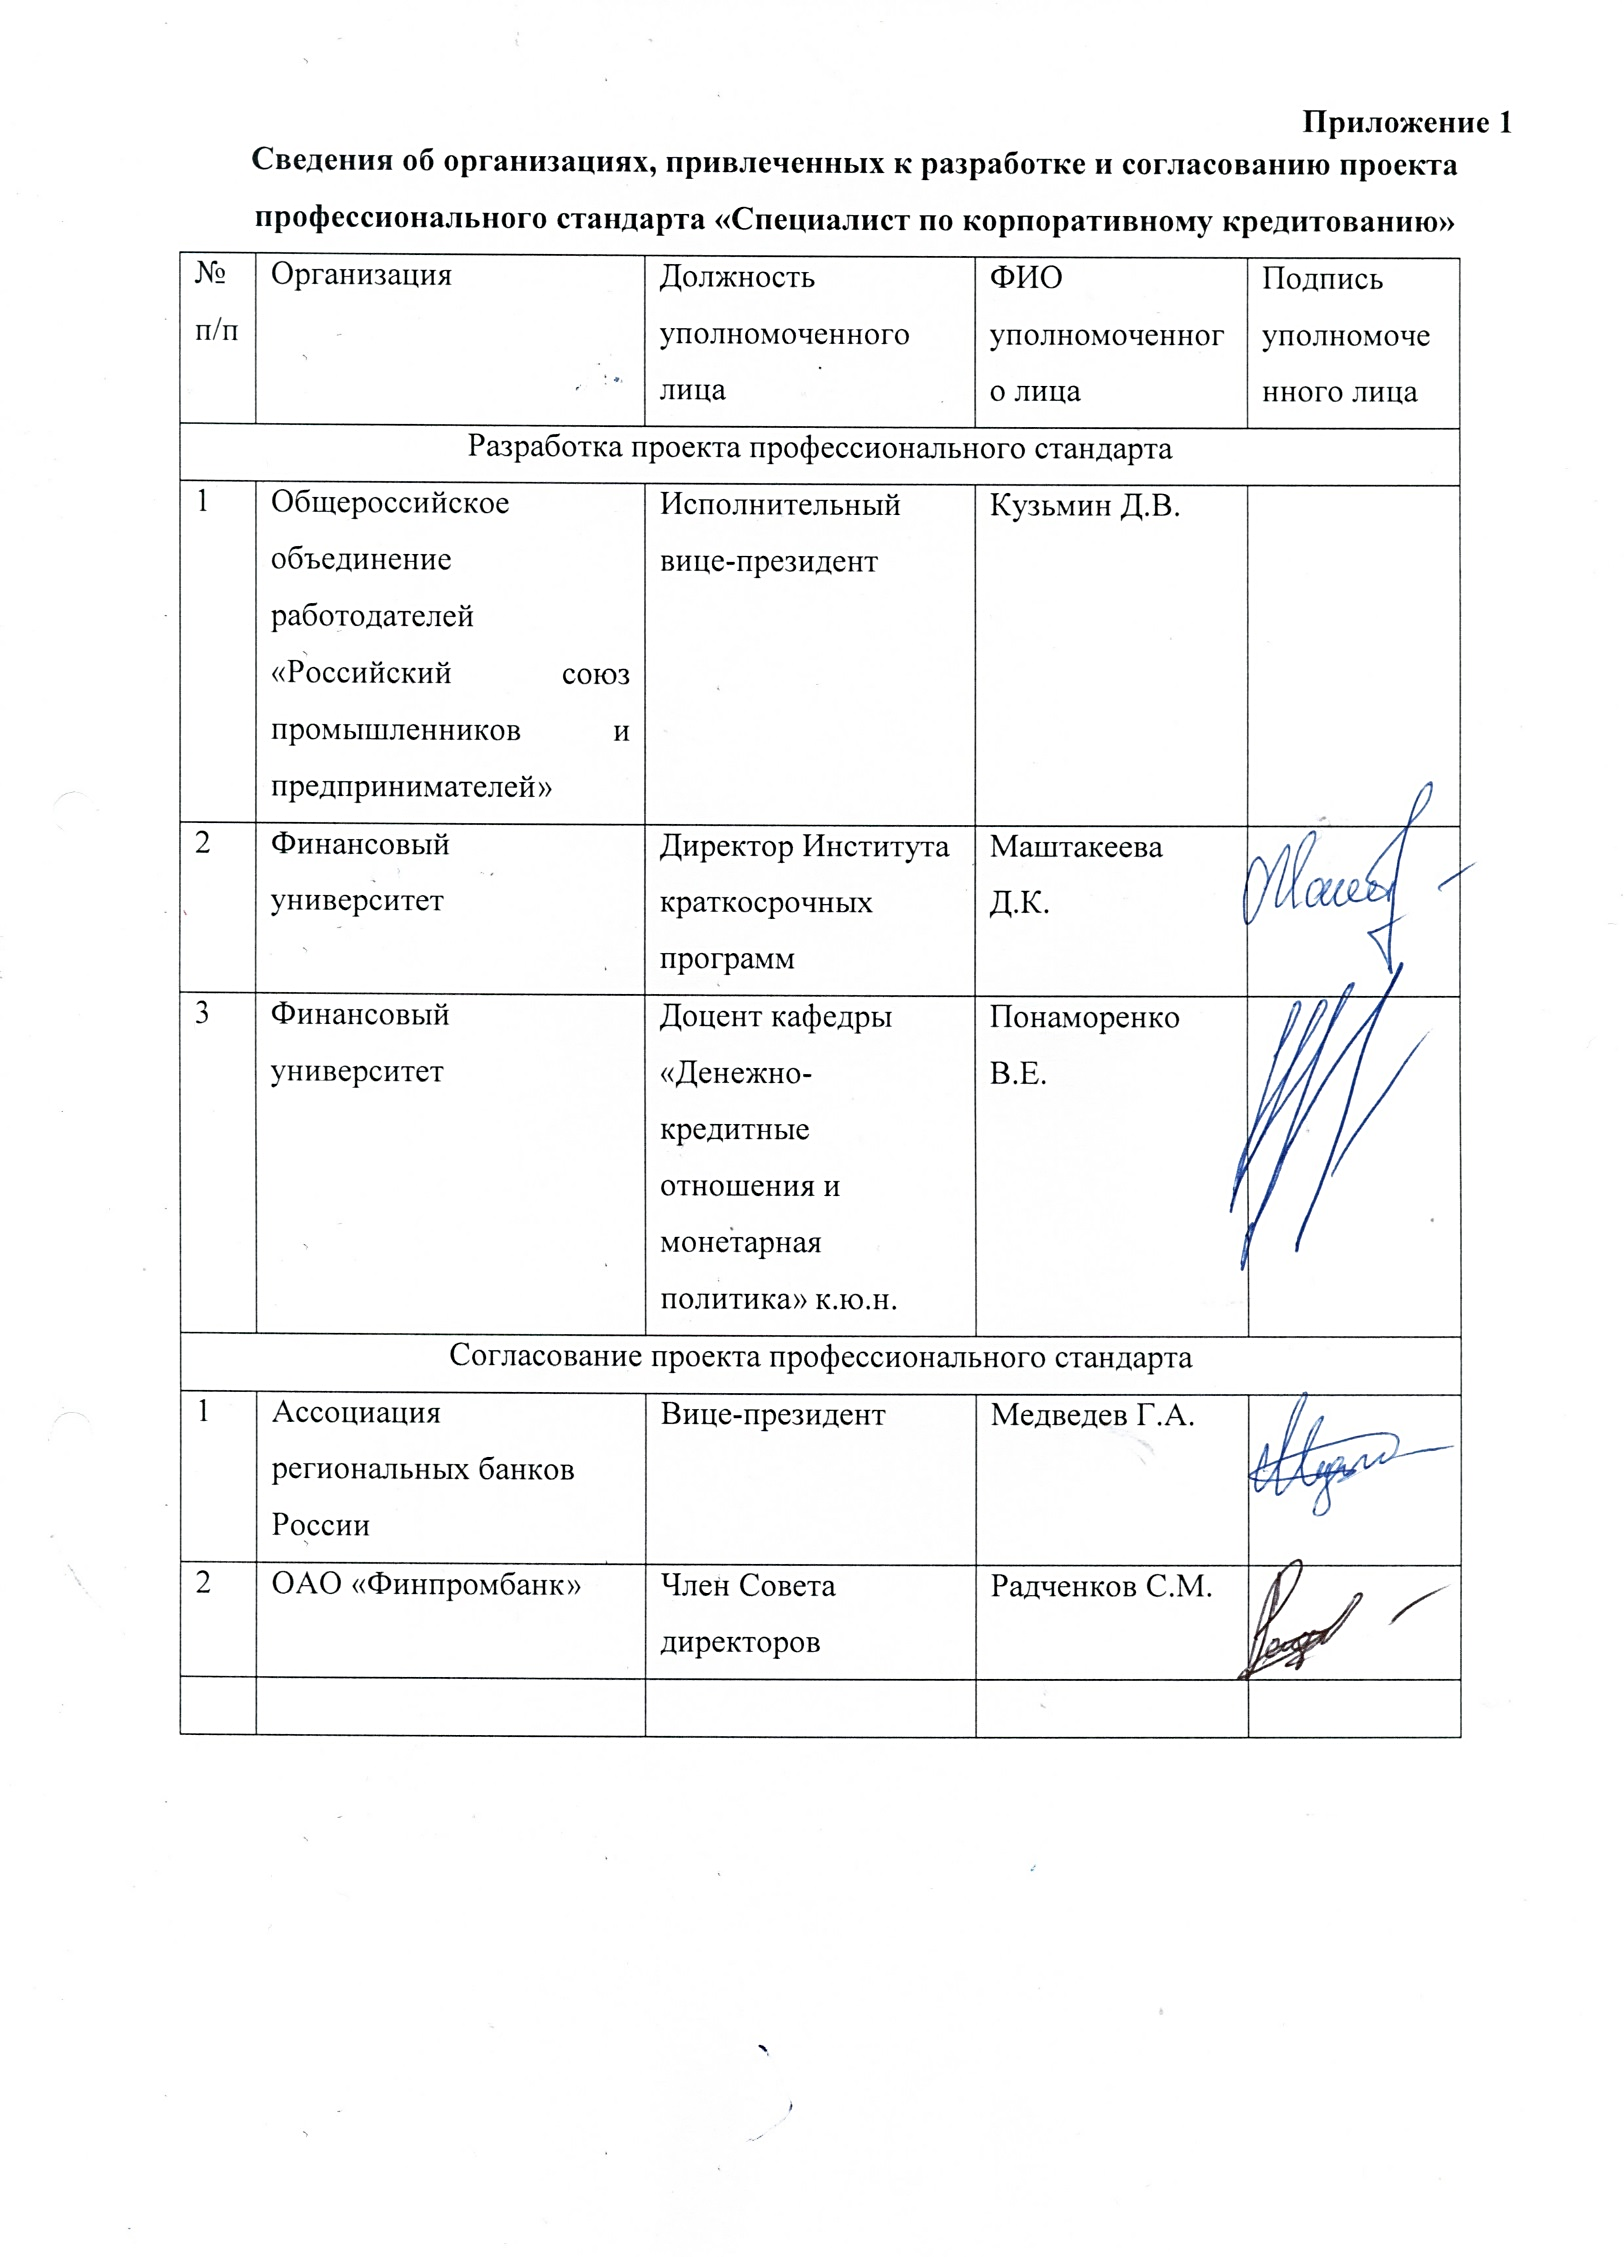 Приложение 1
Сведения об организациях, привлеченных к разработке и согласованию проекта
профессионального стандарта «Специалист по корпоративному кредитованию»
№
п/п
Организация
Должность
уполномоченного
лица
ФИО
уполномоченног
о лица
Подпись
уполномоче
нного лица
Разработка проекта профессионального стандарта
1
Общероссийское
объединение
работодателей
«Российский союз
промышленников и
предпринимателей»
Исполнительный
вице-президент
Кузьмин Д.В.
2
Финансовый
университет
Директор Института
краткосрочных
программ
Маштакеева
Д.К.
3
Финансовый
университет
Доцент кафедры
«Денежно-
кредитные
отношения и
монетарная
политика» к.ю.н.
Понаморенко
В.Е.
Согласование проекта профессионального стандарта
1
Ассоциация
региональных банков
России
Вице-президент
Медведев Г.А.
2
ОАО «Финпромбанк»
Член Совета
директоров
Радченков С.М.